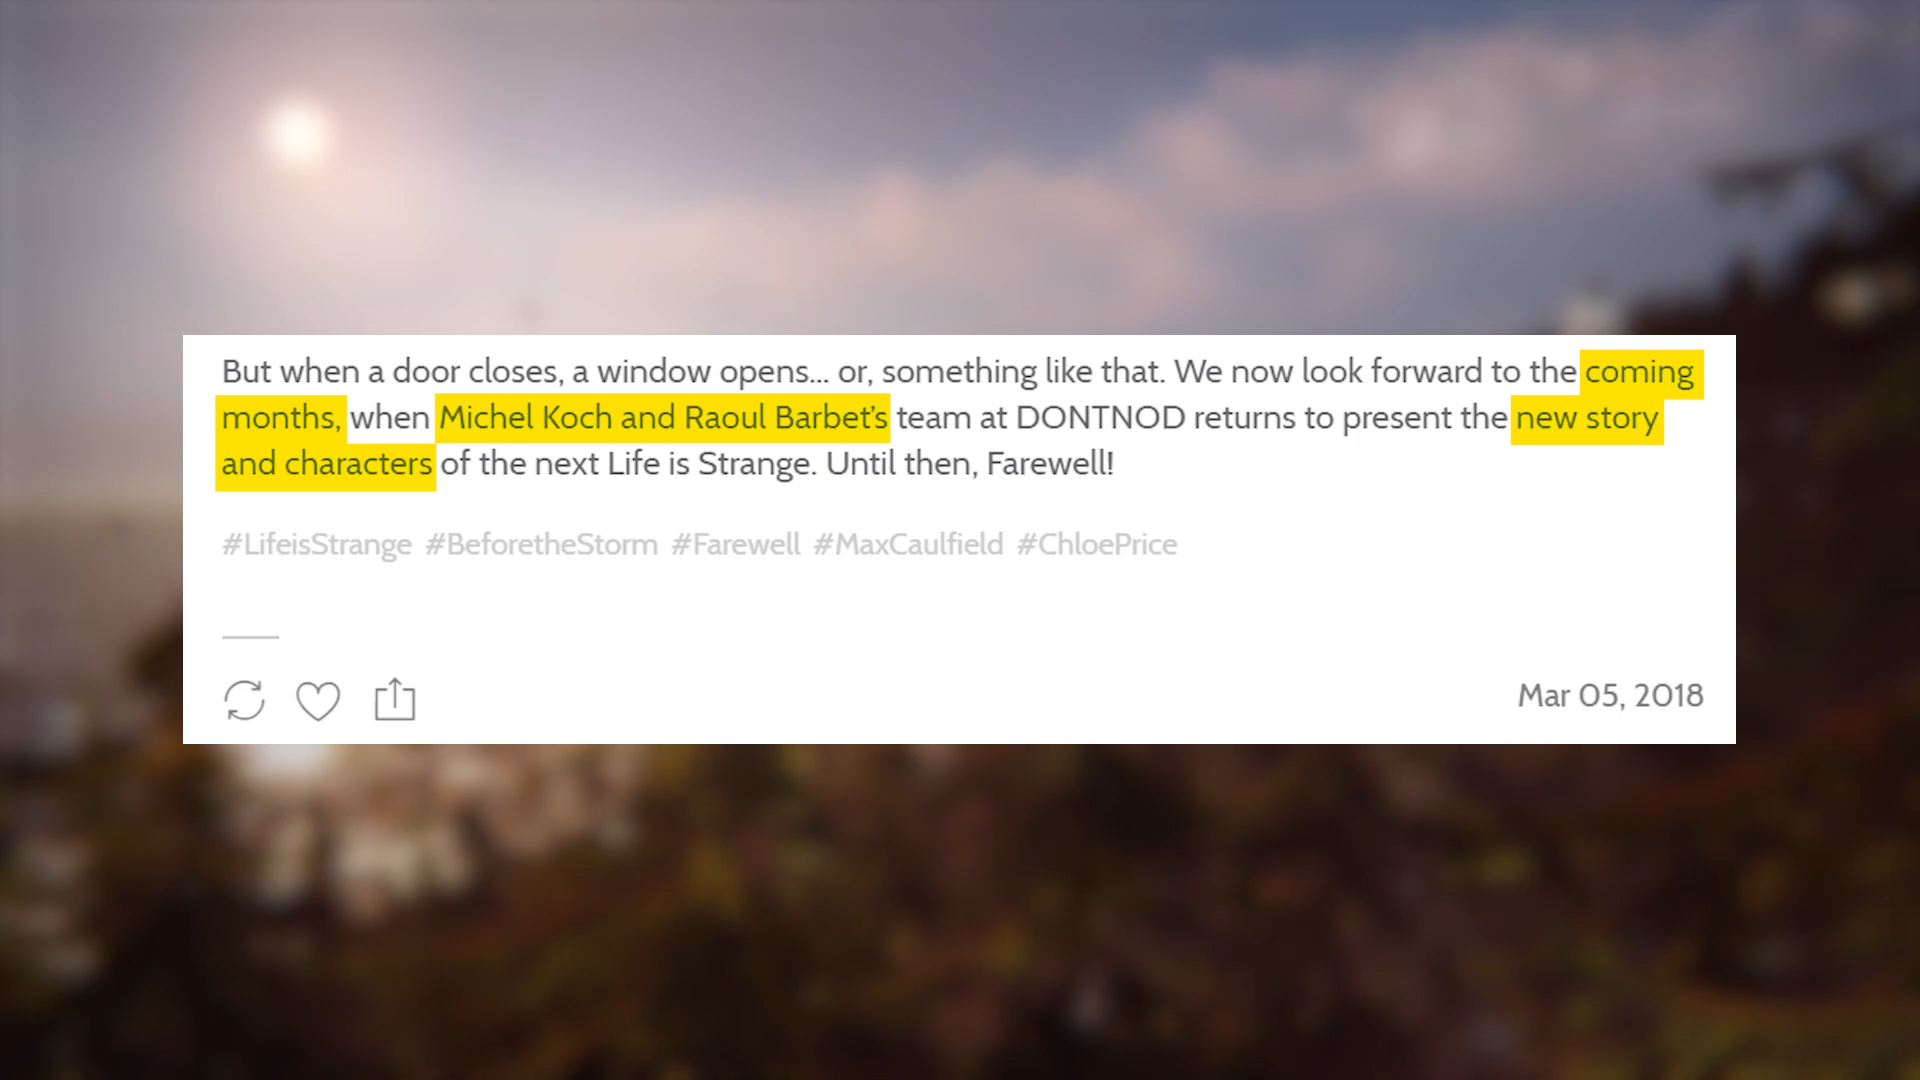 But when a door closes, a window opens... or, something like that. We now look forward to the coming
months, when Michel Koch and Raoul Barbet’s team at DONTNOD returns to present the new story
and characters of the next Life is Strange. Until then, Farewell!
#LifeisStrange #BeforetheStorm #Farewell #MaxCaulfield #ChloePrice
Mar 05, 2018